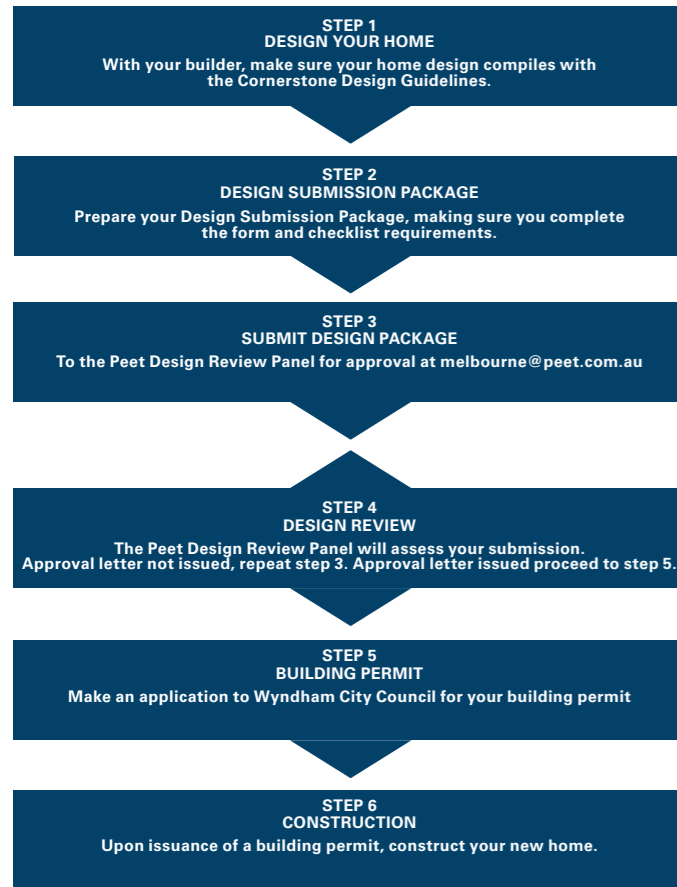 STEP 1
DESIGN YOUR HOME
With your builder, make sure your home design compiles with
the Cornerstone Design Guidelines.
STEP 2
DESIGN SUBMISSION PACKAGE
Prepare your Design Submission Package, making sure you complete
the form and checklist requirements.
STEP 3
SUBMIT DESIGN PACKAGE
To the Peet Design Review Panel for approval at melbourne@peet.com.au
STEP 4
DESIGN REVIEW
The Peet Design Review Panel will assess your submission.
Approval letter not issued, repeat step 3. Approval letter issued proceed to step 5.
STEP 5
BUILDING PERMIT
Make an application to Wyndham City Council for your building permit
STEP 6
CONSTRUCTION
Upon issuance of a building permit, construct your new home.